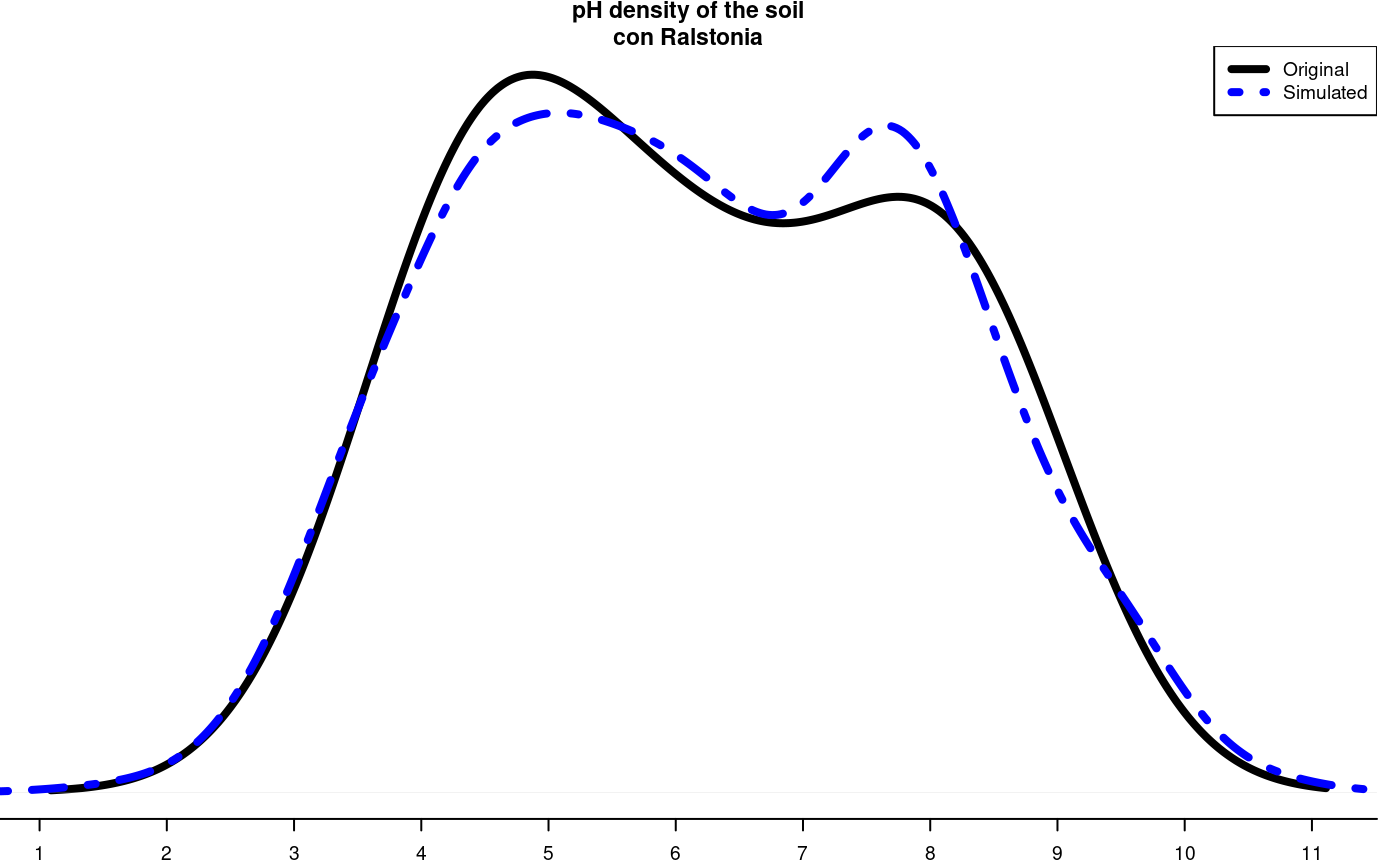 pH density of the soil
con Ralstonia
Original
Simulated
1 2 3 4 5 6 7 8 9 10 11